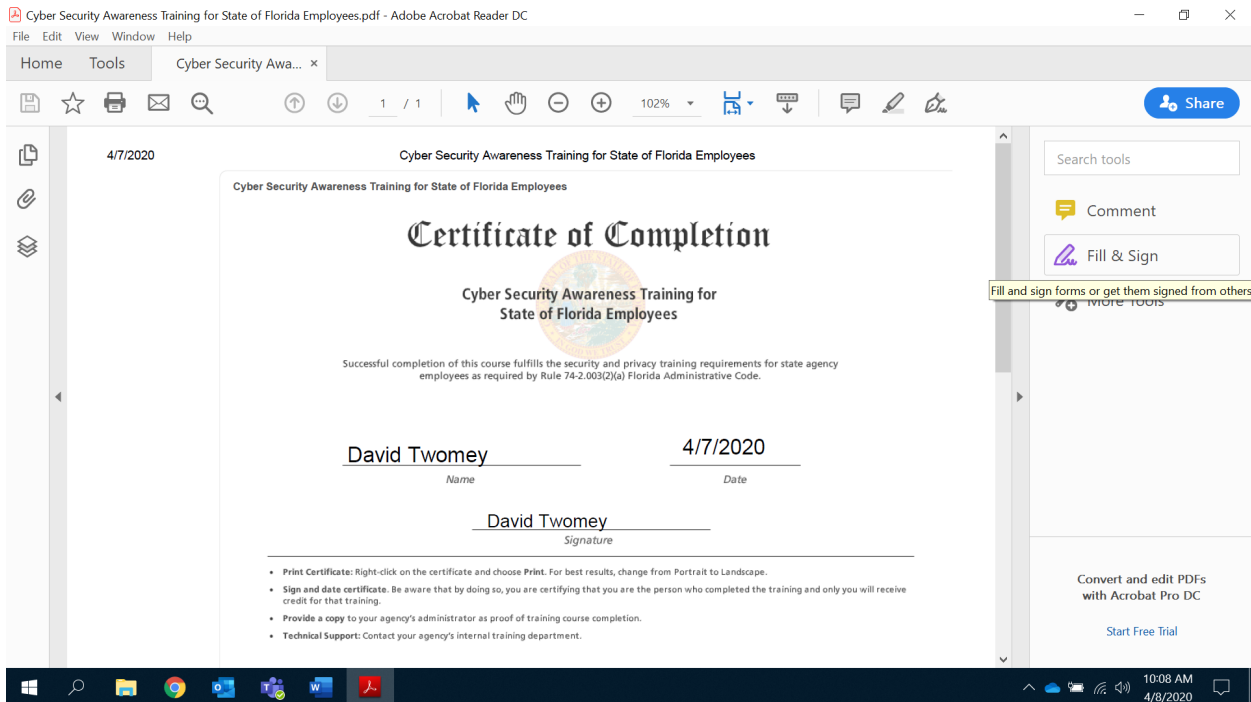 Cyber Security Awareness Training for State of Florida Employees.pdf - Adobe Acrobat Reader DC
File Edit View Window Help
Home Tools Cyber Security Awa... ×
1 / 1 102% Share
4/7/2020 Cyber Security Awareness Training for State of Florida Employees
Cyber Security Awareness Training for State of Florida Employees
Certificate of Completion
Cyber Security Awareness Training for
State of Florida Employees
Successful completion of this course fulfills the security and privacy training requirements for state agency
employees as required by Rule 74-2.003(2)(a) Florida Administrative Code.
David Twomey 4/7/2020
Name Date
David Twomey
Signature
• Print Certificate: Right-click on the certificate and choose Print. For best results, change from Portrait to Landscape.
• Sign and date certificate. Be aware that by doing so, you are certifying that you are the person who completed the training and only you will receive
credit for that training.
• Provide a copy to your agency's administrator as proof of training course completion.
• Technical Support: Contact your agency's internal training department.
Search tools
Comment
Fill & Sign
Fill and sign forms or get them signed from others
More Tools
Convert and edit PDFs
with Acrobat Pro DC
Start Free Trial
10:08 AM
4/8/2020